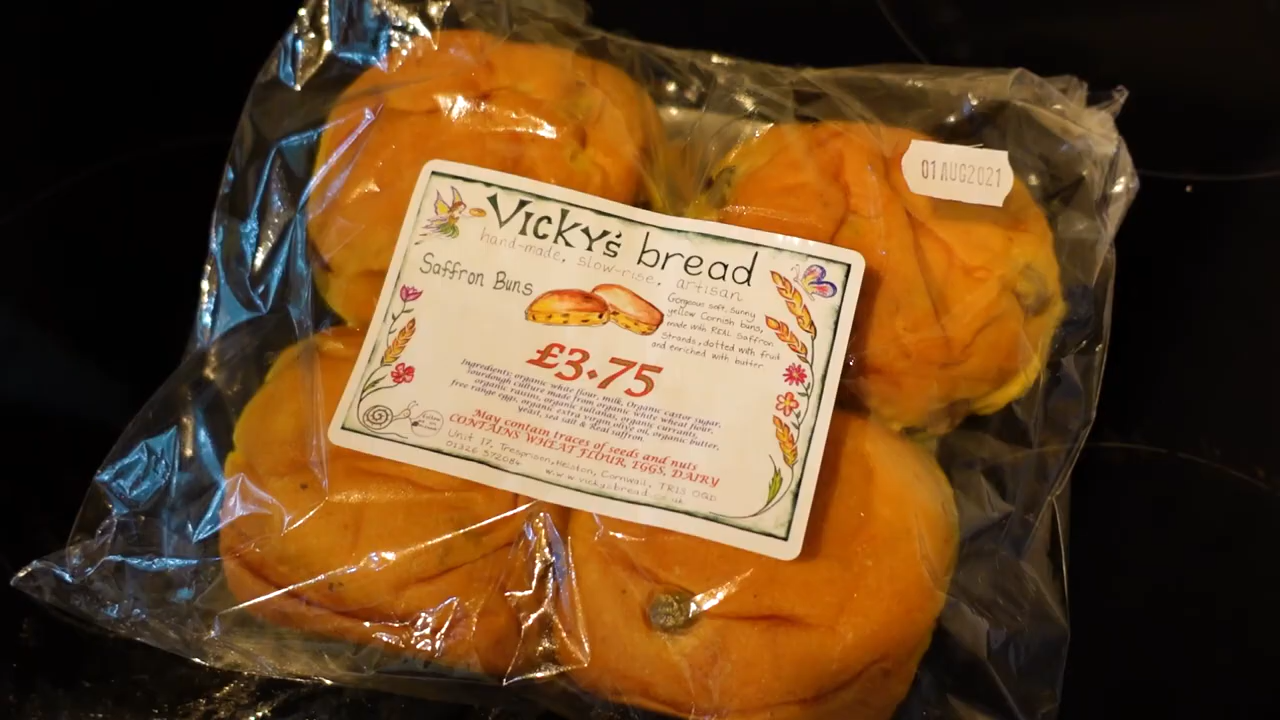 01 AUG 2021
Vicky's bread
hand-made, slow-rise, artisan
Saffron Buns
Gorgeous soft, sunny
yellow Cornish buns,
made with REAL Saffron
Strands, dotted with fruit
and enriched with butter.
£3.75
Ingredients: organic white flour, milk, Organic castor sugar,
sourdough culture made from organic white wheat flour,
organic raisins, organic sultanas, organic currants,
free range eggs, organic extra virgin olive oil, organic butter,
yeast, sea salt & real saffron.
May contain traces of seeds and nuts
CONTAINS WHEAT FLOUR, EGGS, DAIRY
Unit 17, Tresprison, Helston, Cornwall, TR13 0QD
01326 572084
www.vickysbread.co.uk